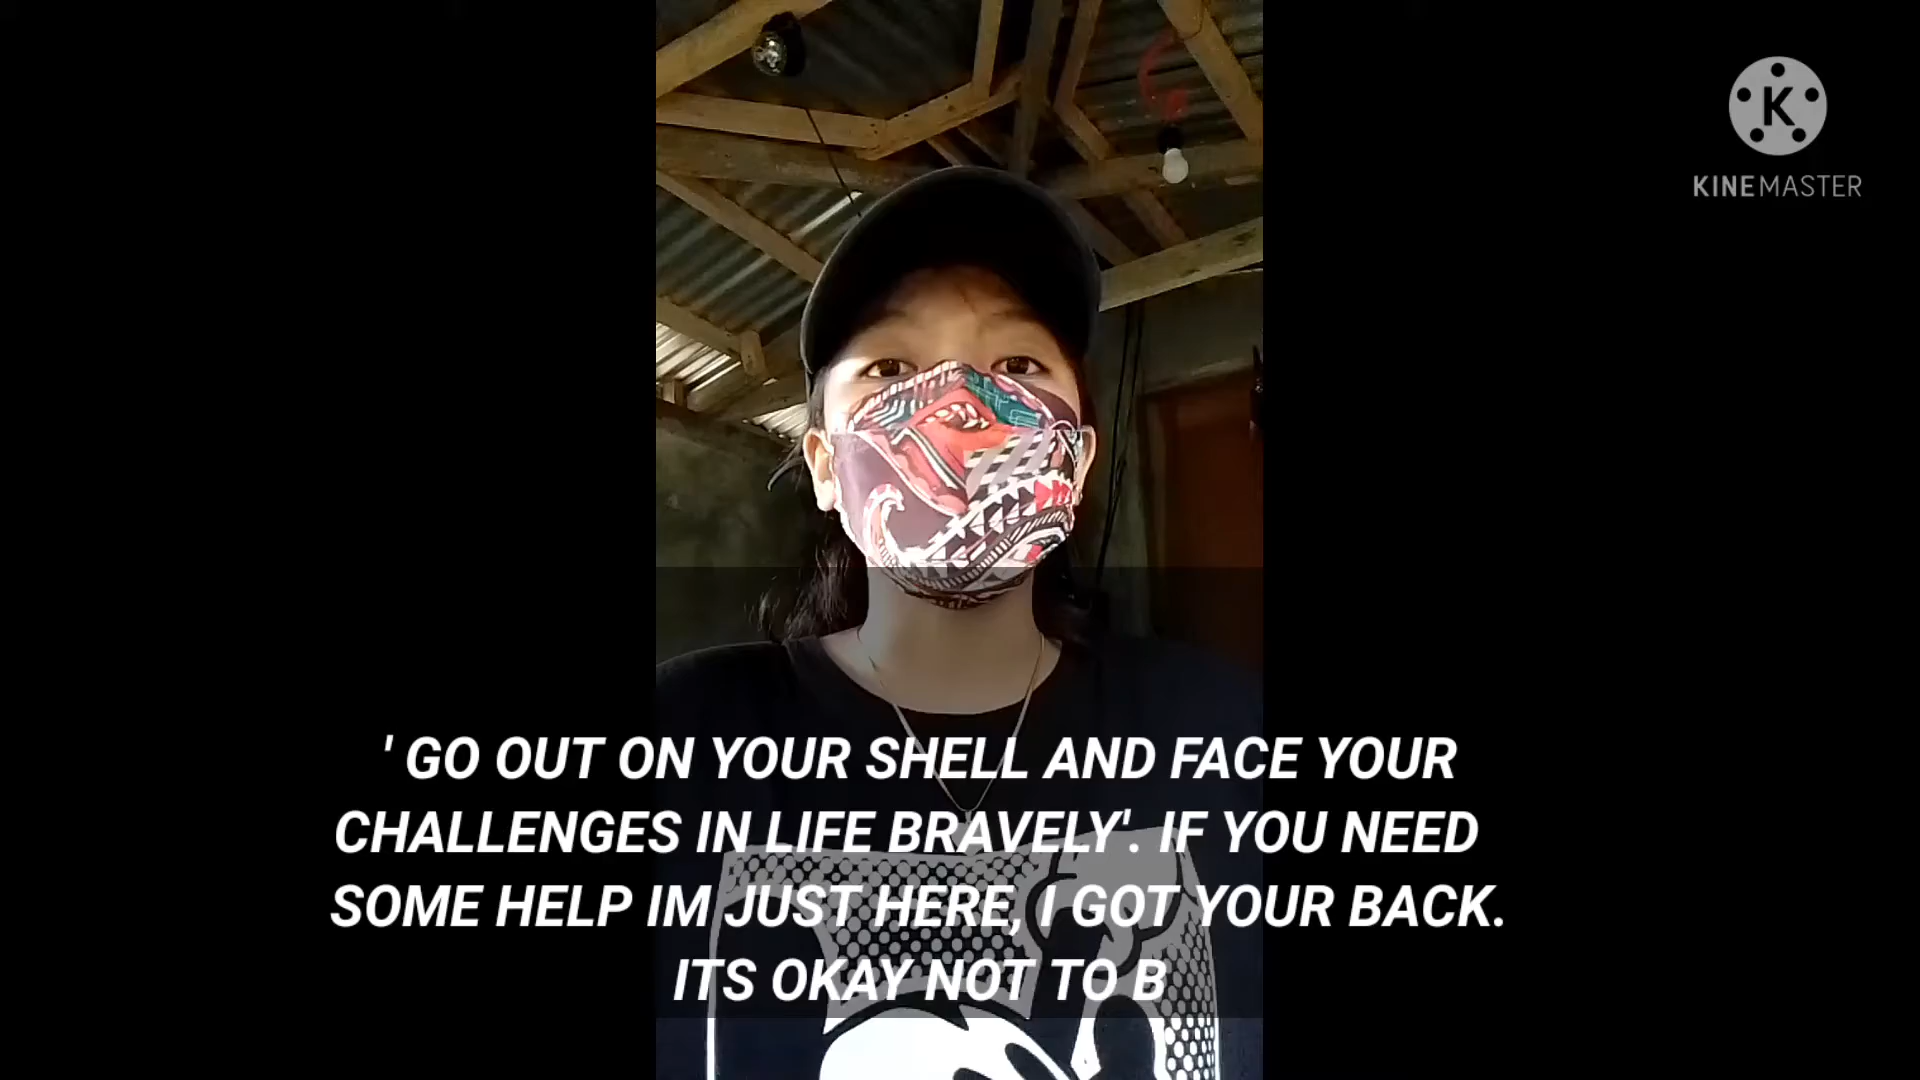 K
KINEMASTER
' GO OUT ON YOUR SHELL AND FACE YOUR
CHALLENGES IN LIFE BRAVELY'. IF YOU NEED
SOME HELP IM JUST HERE, I GOT YOUR BACK.
ITS OKAY NOT TO B